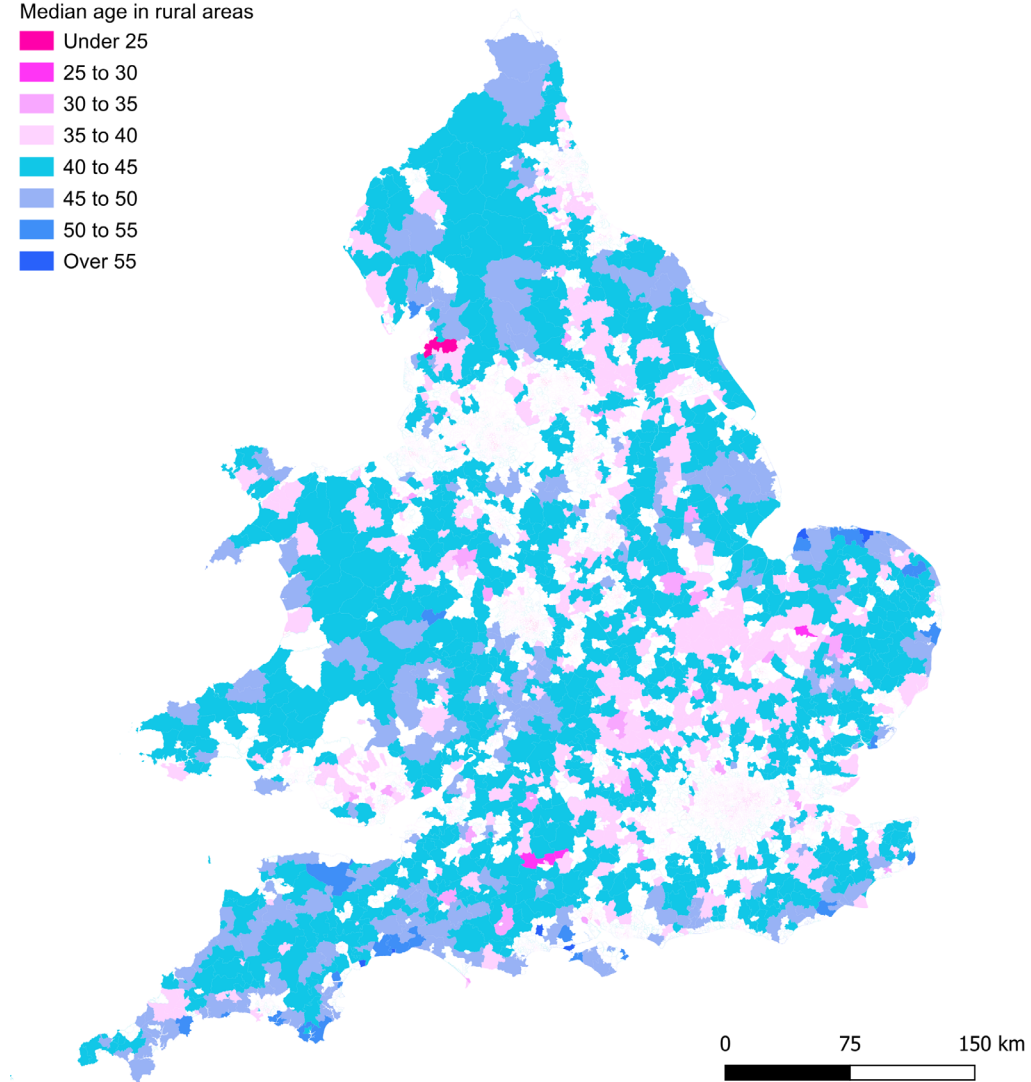 Median age in rural areas
Under 25
25 to 30
30 to 35
35 to 40
40 to 45
45 to 50
50 to 55
Over 55
0 75 150 km